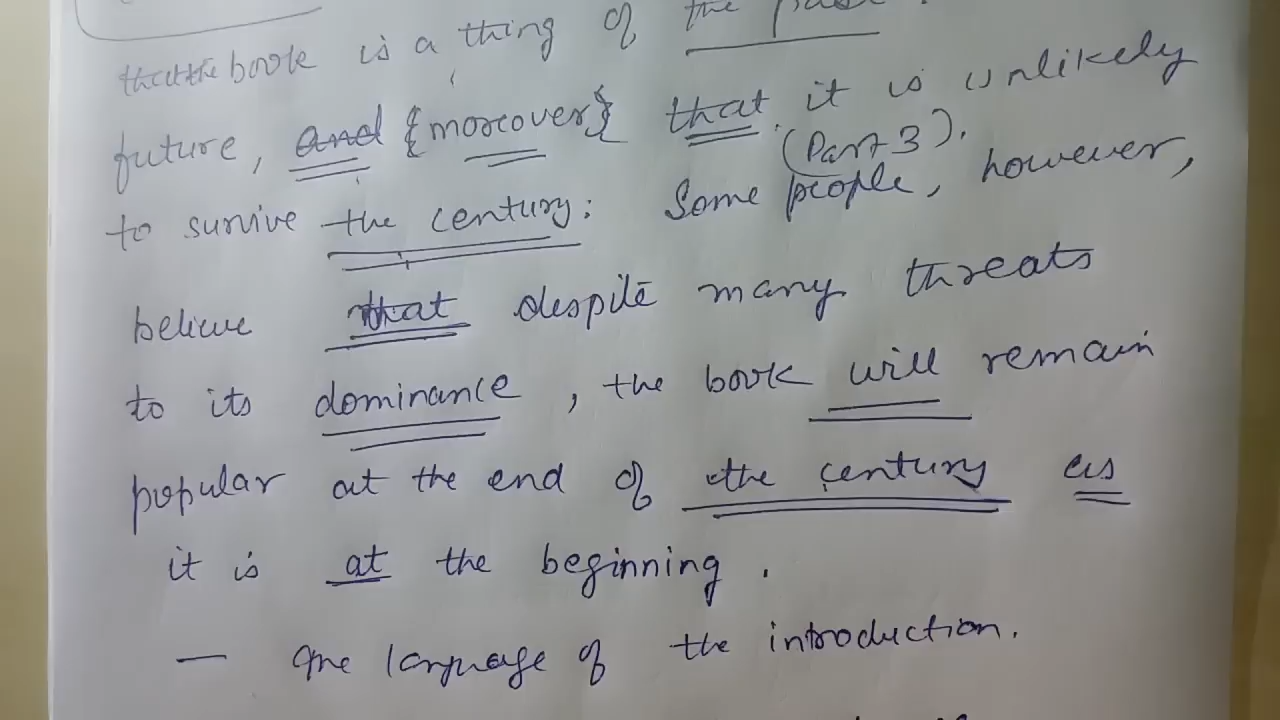 that the book is a thing of the past.
future, and {moreover} that it is unlikely
(Part 3).
to survive the century. Some people, however,
believe that despite many threats
to its dominance, the book will remain
popular at the end of the century as
it is at the beginning.
— The language of the introduction.